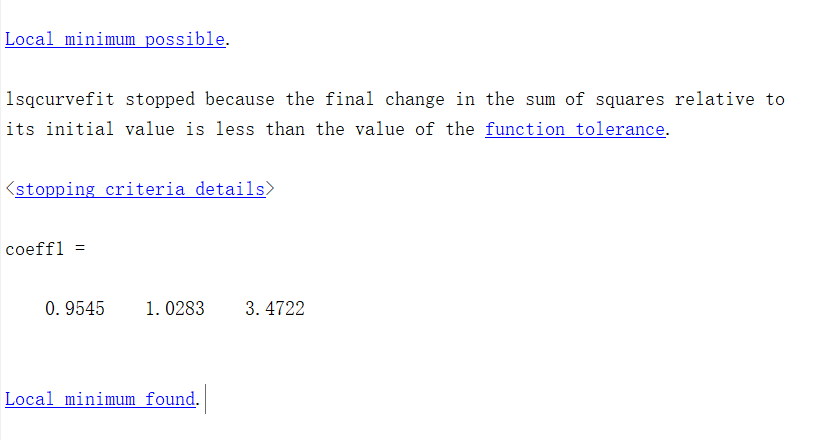 Local minimum possible.
lsqcurvefit stopped because the final change in the sum of squares relative to
its initial value is less than the value of the function tolerance.
<stopping criteria details>
coeff1 =
0.9545    1.0283    3.4722
Local minimum found.